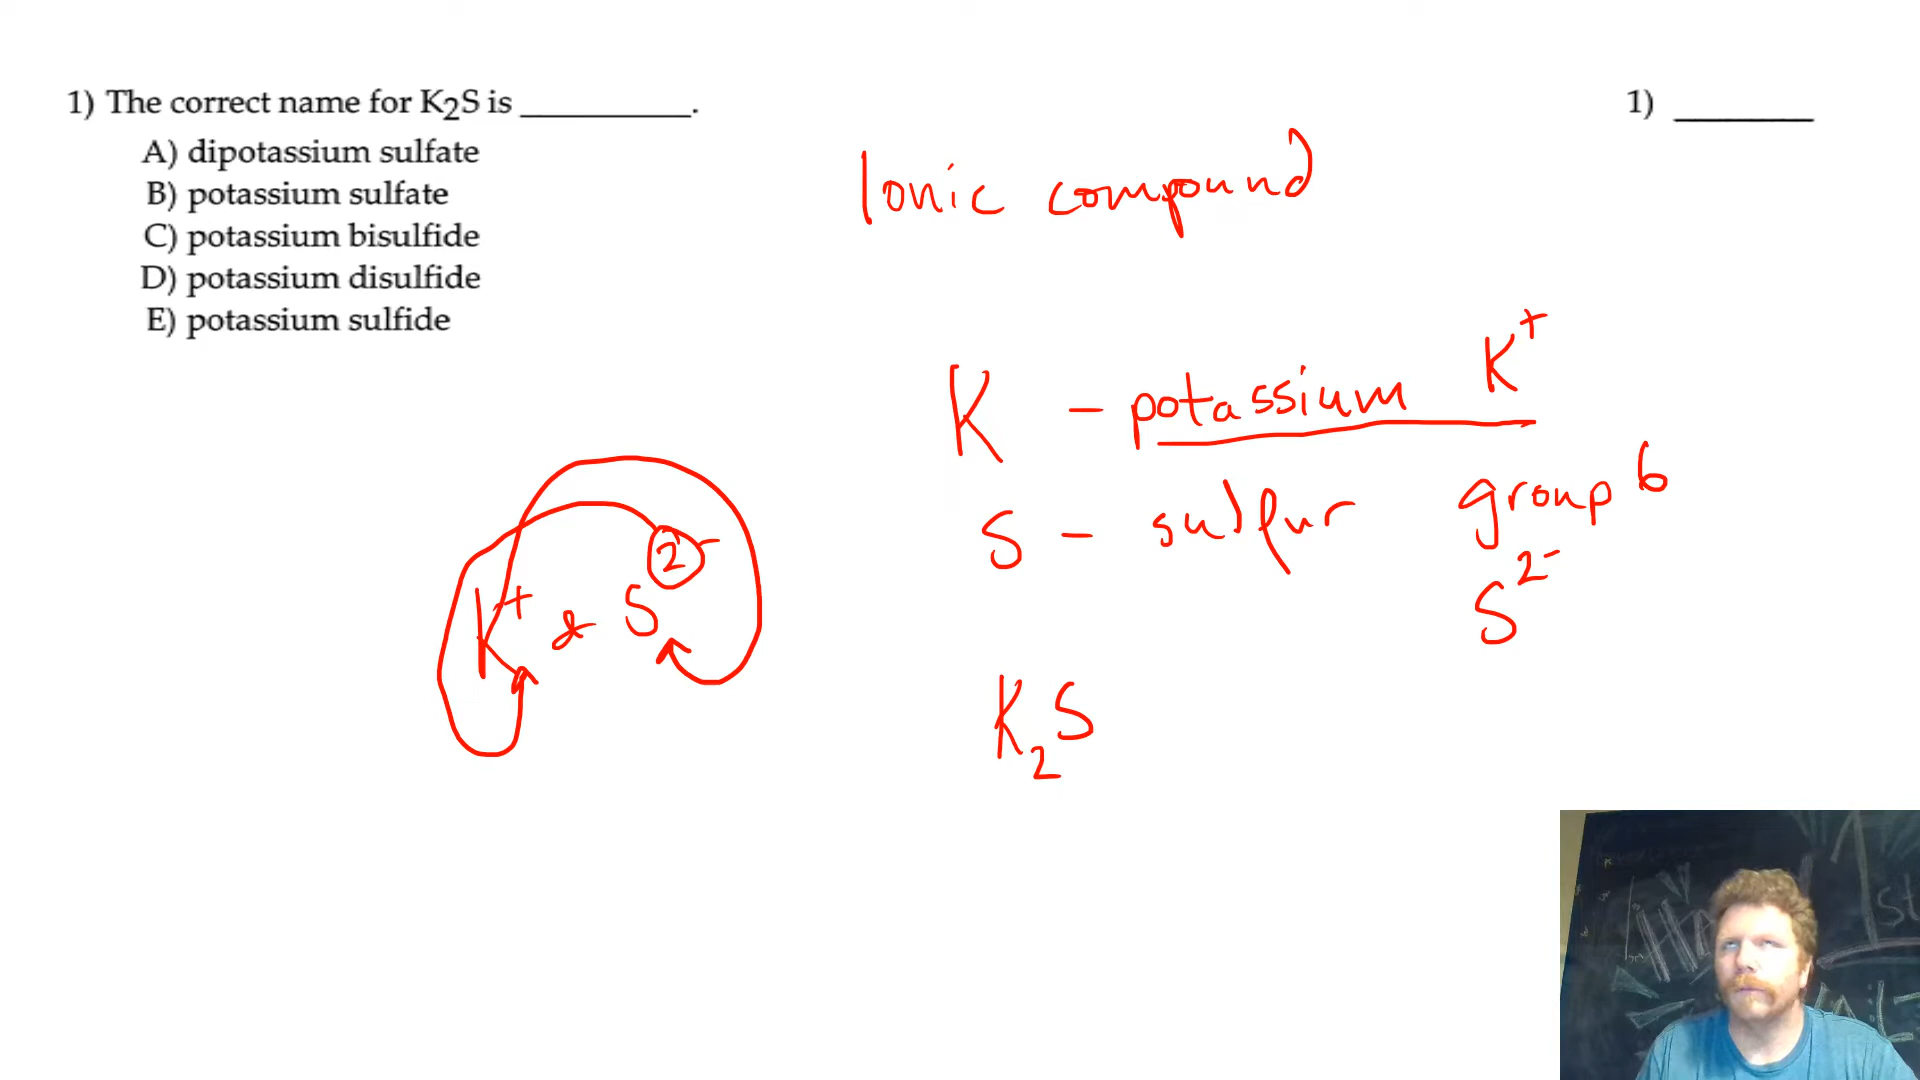 1) The correct name for K₂S is __________.
1) ________
A) dipotassium sulfate
B) potassium sulfate
C) potassium bisulfide
D) potassium disulfide
E) potassium sulfide
Ionic compound
K - potassium K⁺
S - sulfur group 6
S²⁻
K⁺ & S²⁻
K₂S